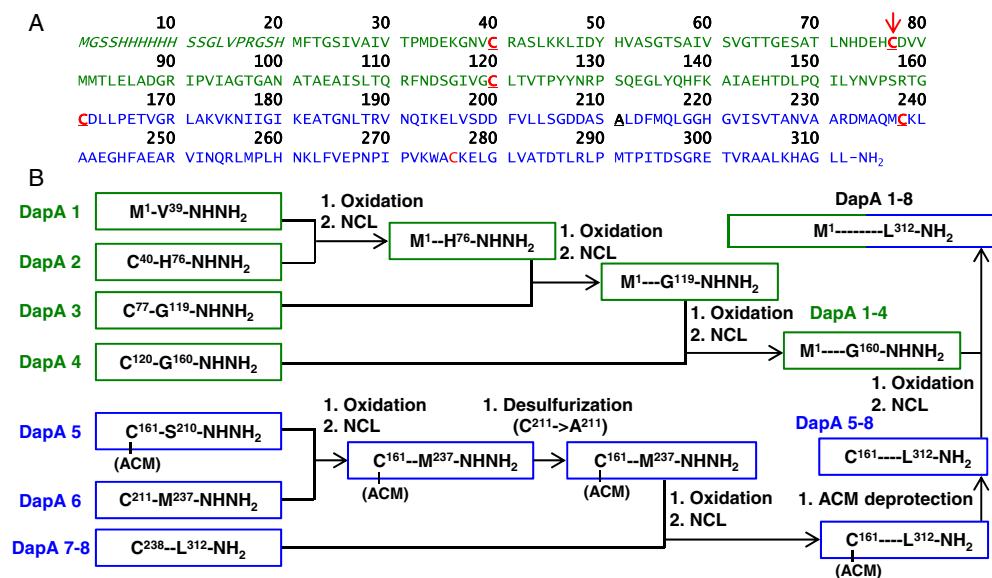 A
10 20 30 40 50 60 70 80
MGSSHHHHHH SSGLVPRGSH MFTGSIVAIV TPMDEKGNVC RASLKKLIDY HVASGTSAIV SVGTTGESAT LNHDEHCDVV
90 100 110 120 130 140 150 160
MMTLELADGR IPVIAGTGAN ATAEAISLTQ RFNDSGIVGC LTVTPYYNRP SQEGLYQHFK AIAEHTDLPQ ILYNVPSRTG
170 180 190 200 210 220 230 240
CDLLPETVGR LAKVKNIIGI KEATGNLTRV NQIKELVSDD FVLLSGDDAS ALDFMQLGGH GVISVTANVA ARDMAQMCKL
250 260 270 280 290 300 310
AAEGHFAEAR VINQRLMPLH NKLFVEPNPI PVKWACKELG LVATDTLRLP MTPITDSGRE TVRAALKHAG LL-NH₂
B
DapA 1
M¹-V³⁹-NHNH₂
1. Oxidation
2. NCL
DapA 2
C⁴⁰-H⁷⁶-NHNH₂
M¹--H⁷⁶-NHNH₂
1. Oxidation
2. NCL
DapA 3
C⁷⁷-G¹¹⁹-NHNH₂
M¹---G¹¹⁹-NHNH₂
1. Oxidation
2. NCL
DapA 4
C¹²⁰-G¹⁶⁰-NHNH₂
DapA 1-4
M¹----G¹⁶⁰-NHNH₂
DapA 1-8
M¹--------L³¹²-NH₂
1. Oxidation
2. NCL
DapA 5
C¹⁶¹-S²¹⁰-NHNH₂
(ACM)
1. Oxidation
2. NCL
DapA 6
C²¹¹-M²³⁷-NHNH₂
C¹⁶¹--M²³⁷-NHNH₂
(ACM)
1. Desulfurization
(C²¹¹->A²¹¹)
C¹⁶¹--M²³⁷-NHNH₂
(ACM)
1. Oxidation
2. NCL
DapA 7-8
C²³⁸--L³¹²-NH₂
C¹⁶¹----L³¹²-NH₂
(ACM)
1. ACM deprotection
DapA 5-8
C¹⁶¹----L³¹²-NH₂